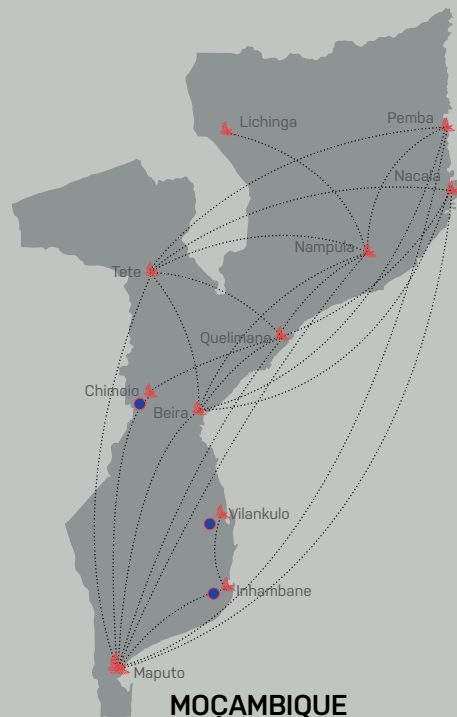 Lichinga
Pemba
Nacala
Nampula
Tete
Quelimane
Chimoio
Beira
Vilankulo
Inhambane
Maputo
MOÇAMBIQUE